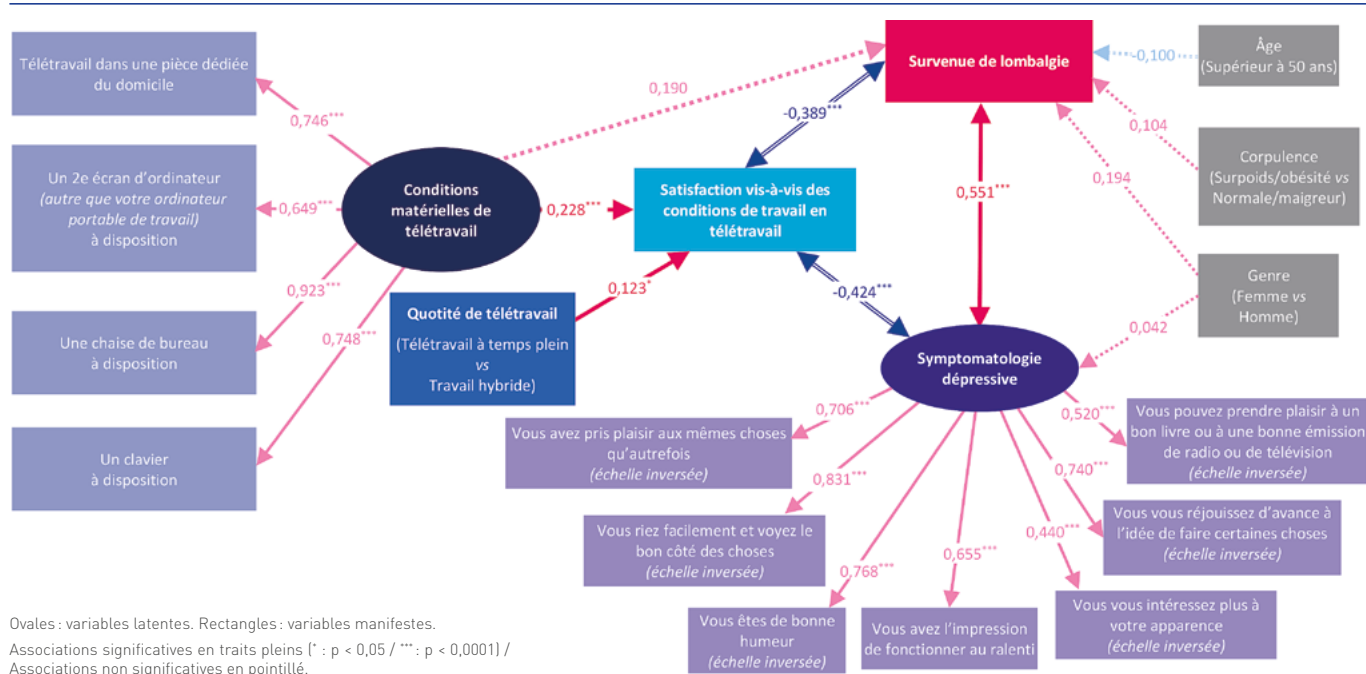 Télétravail dans une pièce dédiée
du domicile
0,746***
Un 2e écran d'ordinateur
(autre que votre ordinateur
portable de travail)
à disposition
0,649***
Une chaise de bureau
à disposition
0,923***
Un clavier
à disposition
0,748***
Conditions
matérielles de
télétravail
0,190
0,228***
Quotité de télétravail
(Télétravail à temps plein
vs
Travail hybride)
0,123*
Satisfaction vis-à-vis des
conditions de travail en
télétravail
-0,389***
-0,424***
Survenue de lombalgie
0,551***
-0,100
Âge
(Supérieur à 50 ans)
0,104
Corpulence
(Surpoids/obésité vs
Normale/maigreur)
0,194
Genre
(Femme vs
Homme)
0,042
Symptomatologie
dépressive
0,706***
Vous avez pris plaisir aux mêmes choses
qu'autrefois
(échelle inversée)
0,831***
Vous riez facilement et voyez le
bon côté des choses
(échelle inversée)
0,768***
Vous êtes de bonne
humeur
(échelle inversée)
0,655***
Vous avez l'impression
de fonctionner au ralenti
0,440***
Vous vous intéressez plus à
votre apparence
(échelle inversée)
0,740***
Vous vous réjouissez d'avance à
l'idée de faire certaines choses
(échelle inversée)
0,520***
Vous pouvez prendre plaisir à un
bon livre ou à une bonne émission
de radio ou de télévision
(échelle inversée)
Ovales : variables latentes. Rectangles : variables manifestes.
Associations significatives en traits pleins (* : p < 0,05 / *** : p < 0,0001) /
Associations non significatives en pointillé.